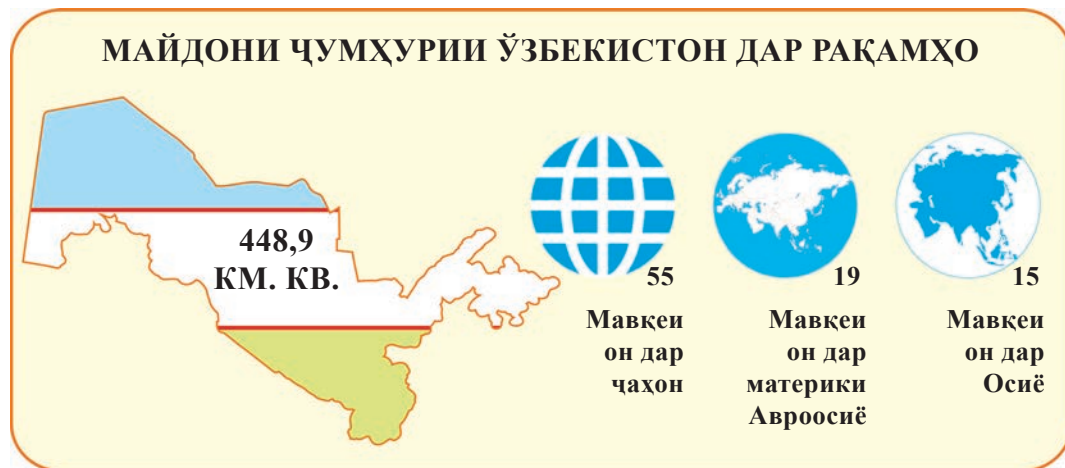 МАЙДОНИ ҶУМҲУРИИ ЎЗБЕКИСТОН ДАР РАҚАМҲО
448,9
КМ. КВ.
55
Мавқеи
он дар
ҷаҳон
19
Мавқеи
он дар
материки
Авроосиё
15
Мавқеи
он дар
Осиё